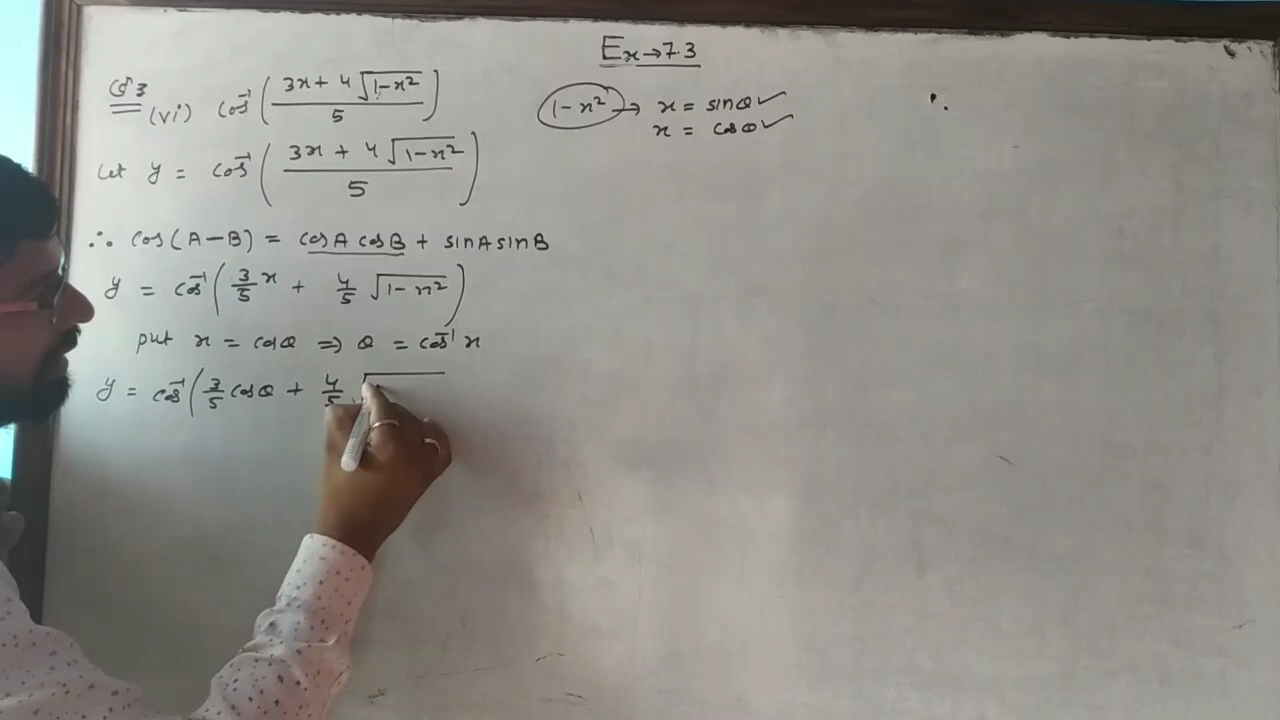 Ex→7.3
Q3
(vi) cos⁻¹ ( (3x + 4√(1-x²)) / 5 )
1-x² → x = sinθ ✓
x = cosθ ✓
Let y = cos⁻¹ ( (3x + 4√(1-x²)) / 5 )
∴ cos(A-B) = cosA cosB + sinA sinB
y = cos⁻¹ ( 3/5 x + 4/5 √(1-x²) )
put x = cosθ ⇒ θ = cos⁻¹ x
y = cos⁻¹ ( 3/5 cosθ + 4/5 √